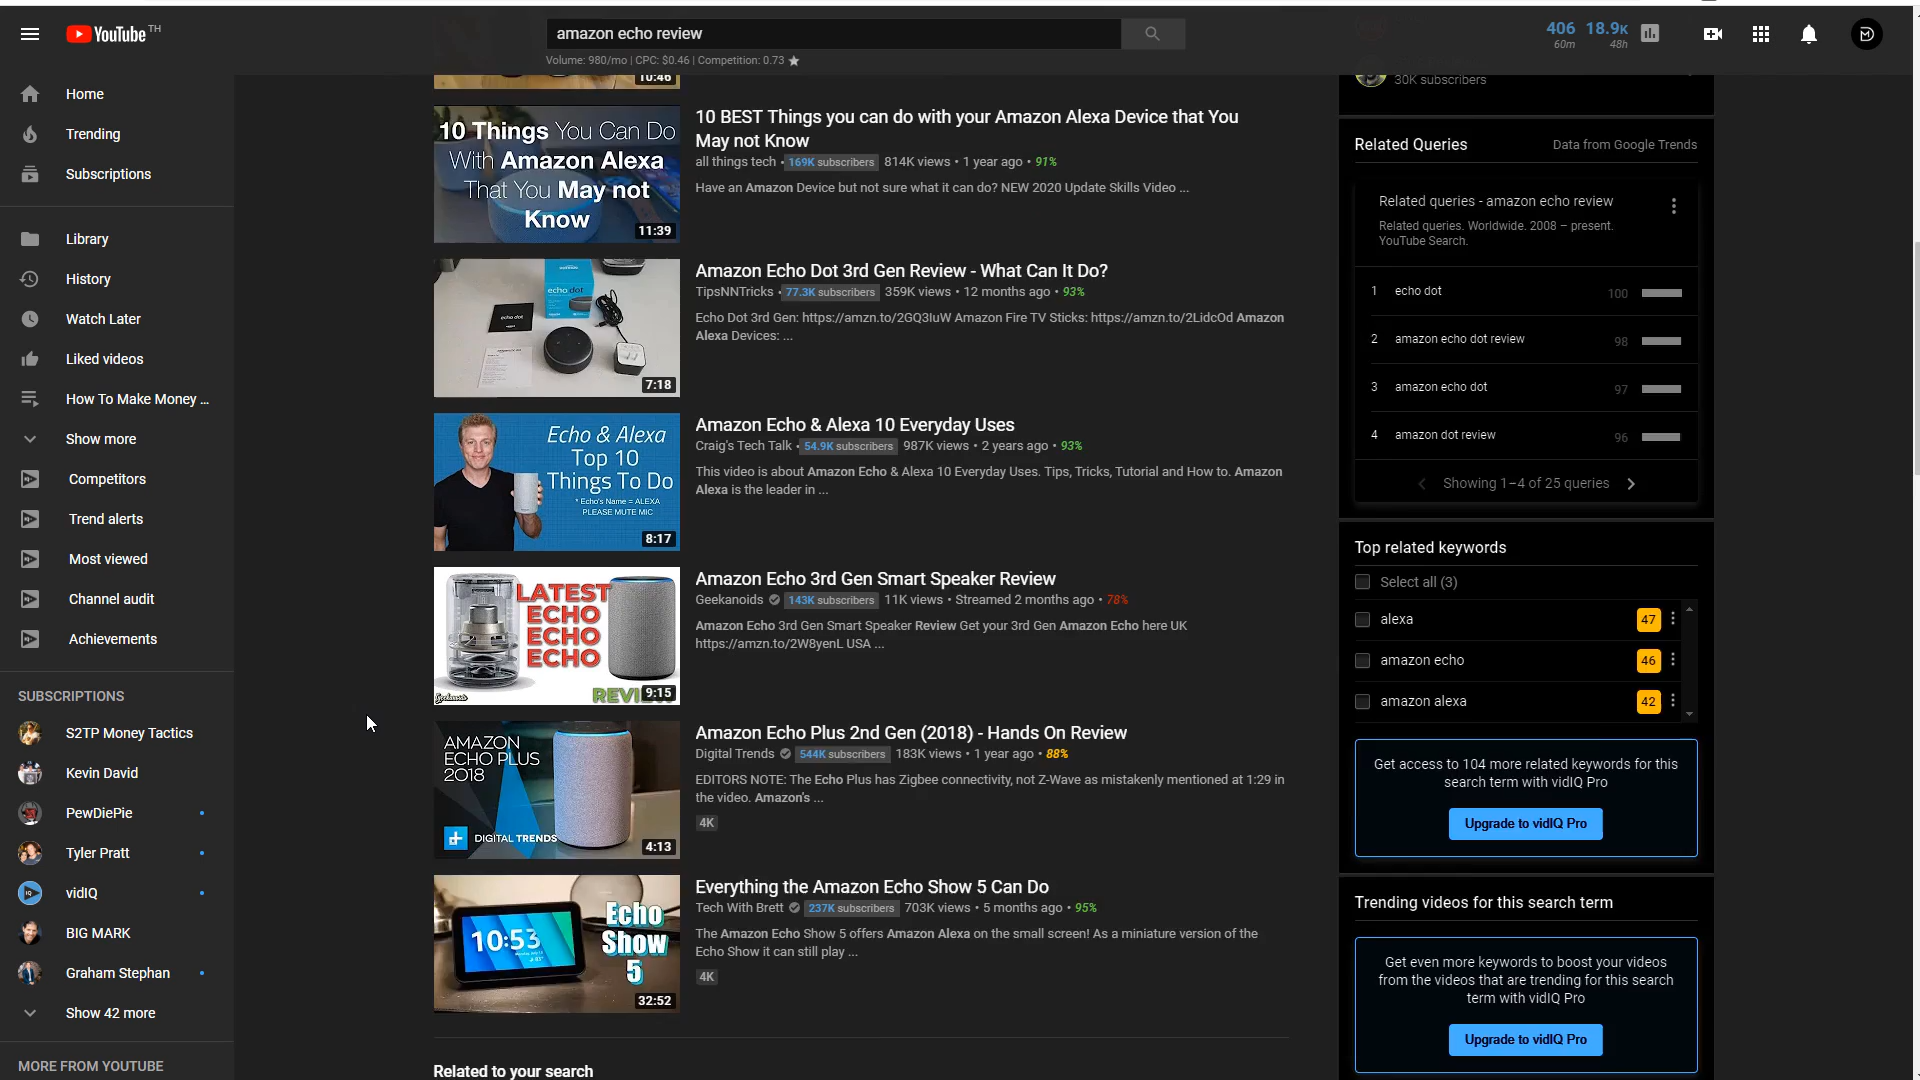 YouTube TH
amazon echo review
Volume: 980/mo | CPC: $0.46 | Competition: 0.73 ★
406 18.9K
60m 48h
Home
Trending
Subscriptions
Library
History
Watch Later
Liked videos
How To Make Money ...
Show more
Competitors
Trend alerts
Most viewed
Channel audit
Achievements
SUBSCRIPTIONS
S2TP Money Tactics
Kevin David
PewDiePie
Tyler Pratt
vidIQ
BIG MARK
Graham Stephan
Show 42 more
MORE FROM YOUTUBE
10:46
10 Things You Can Do
With Amazon Alexa
That You May not
Know
11:39
10 BEST Things you can do with your Amazon Alexa Device that You
May not Know
all things tech • 169K subscribers 814K views • 1 year ago • 91%
Have an Amazon Device but not sure what it can do? NEW 2020 Update Skills Video ...
echo dot
echo dot
7:18
Amazon Echo Dot 3rd Gen Review - What Can It Do?
TipsNNTricks • 77.3K subscribers 359K views • 12 months ago • 93%
Echo Dot 3rd Gen: https://amzn.to/2GQ3IuW Amazon Fire TV Sticks: https://amzn.to/2LidcOd Amazon
Alexa Devices: ...
Echo & Alexa
Top 10
Things To Do
* Echo's Name = ALEXA
PLEASE MUTE MIC
8:17
Amazon Echo & Alexa 10 Everyday Uses
Craig's Tech Talk • 54.9K subscribers 987K views • 2 years ago • 93%
This video is about Amazon Echo & Alexa 10 Everyday Uses. Tips, Tricks, Tutorial and How to. Amazon
Alexa is the leader in ...
LATEST
ECHO
ECHO
ECHO
Geekanoids
9:15
Amazon Echo 3rd Gen Smart Speaker Review
Geekanoids 143K subscribers 11K views • Streamed 2 months ago • 78%
Amazon Echo 3rd Gen Smart Speaker Review Get your 3rd Gen Amazon Echo here UK
https://amzn.to/2W8yenL USA ...
AMAZON
ECHO PLUS
2018
DIGITAL TRENDS
4:13
Amazon Echo Plus 2nd Gen (2018) - Hands On Review
Digital Trends 544K subscribers 183K views • 1 year ago • 88%
EDITORS NOTE: The Echo Plus has Zigbee connectivity, not Z-Wave as mistakenly mentioned at 1:29 in
the video. Amazon's ...
4K
10:53
Echo
Show
5
32:52
Everything the Amazon Echo Show 5 Can Do
Tech With Brett 237K subscribers 703K views • 5 months ago • 95%
The Amazon Echo Show 5 offers Amazon Alexa on the small screen! As a miniature version of the
Echo Show it can still play ...
4K
Related to your search
30K subscribers
Related Queries Data from Google Trends
Related queries - amazon echo review
Related queries. Worldwide. 2008 – present.
YouTube Search.
1 echo dot 100
2 amazon echo dot review 98
3 amazon echo dot 97
4 amazon dot review 96
Showing 1–4 of 25 queries
Top related keywords
Select all (3)
alexa 47
amazon echo 46
amazon alexa 42
Get access to 104 more related keywords for this
search term with vidIQ Pro
Upgrade to vidIQ Pro
Trending videos for this search term
Get even more keywords to boost your videos
from the videos that are trending for this search
term with vidIQ Pro
Upgrade to vidIQ Pro